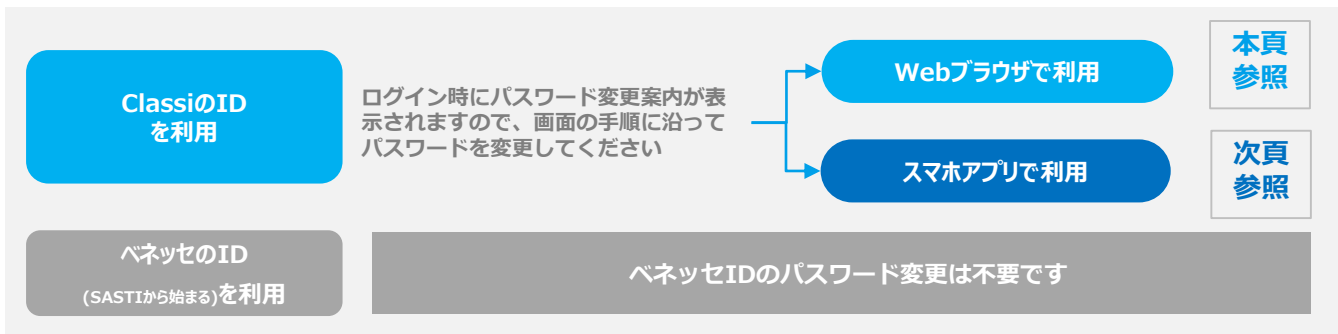 ClassiのID
を利用
ログイン時にパスワード変更案内が表
示されますので、画面の手順に沿って
パスワードを変更してください
Webブラウザで利用
本頁
参照
スマホアプリで利用
次頁
参照
ベネッセのID
(SASTIから始まる)を利用
ベネッセIDのパスワード変更は不要です